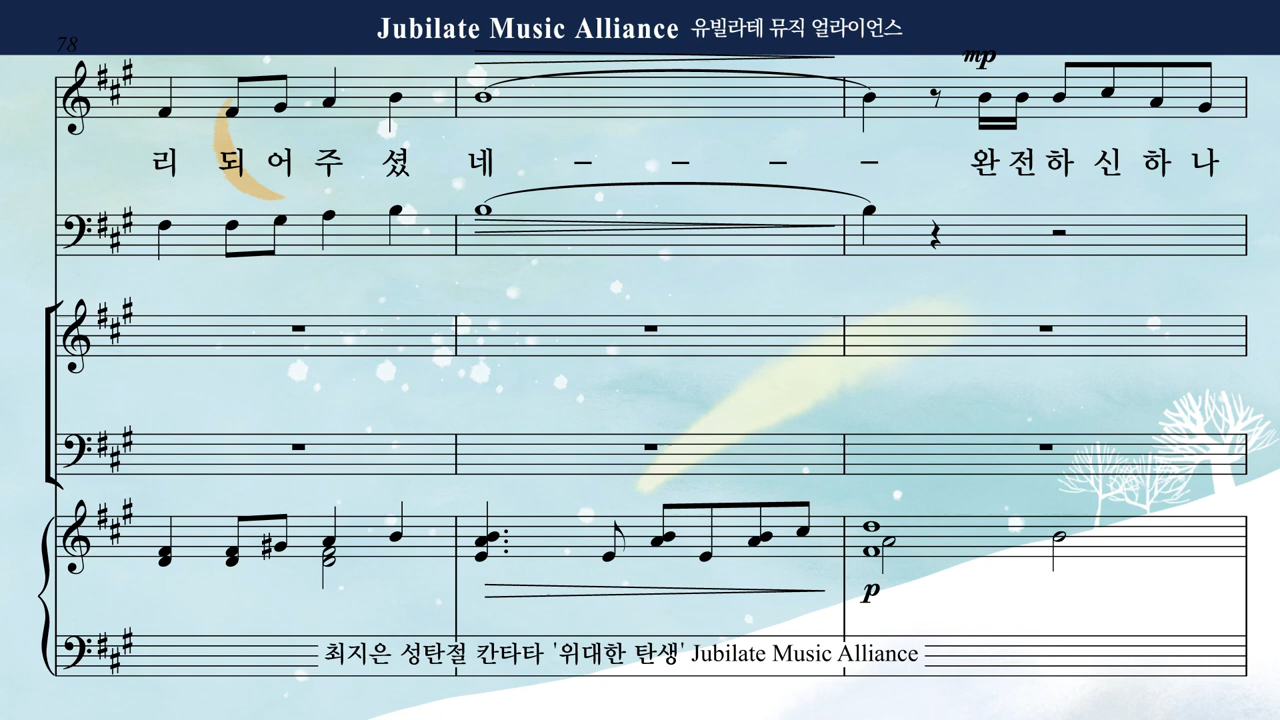 Jubilate Music Alliance 유빌라테 뮤직 얼라이언스
78
mp
리 되 어 주 셨 네 – – – – 완 전 하 신 하 나
p
최지은 성탄절 칸타타 '위대한 탄생' Jubilate Music Alliance